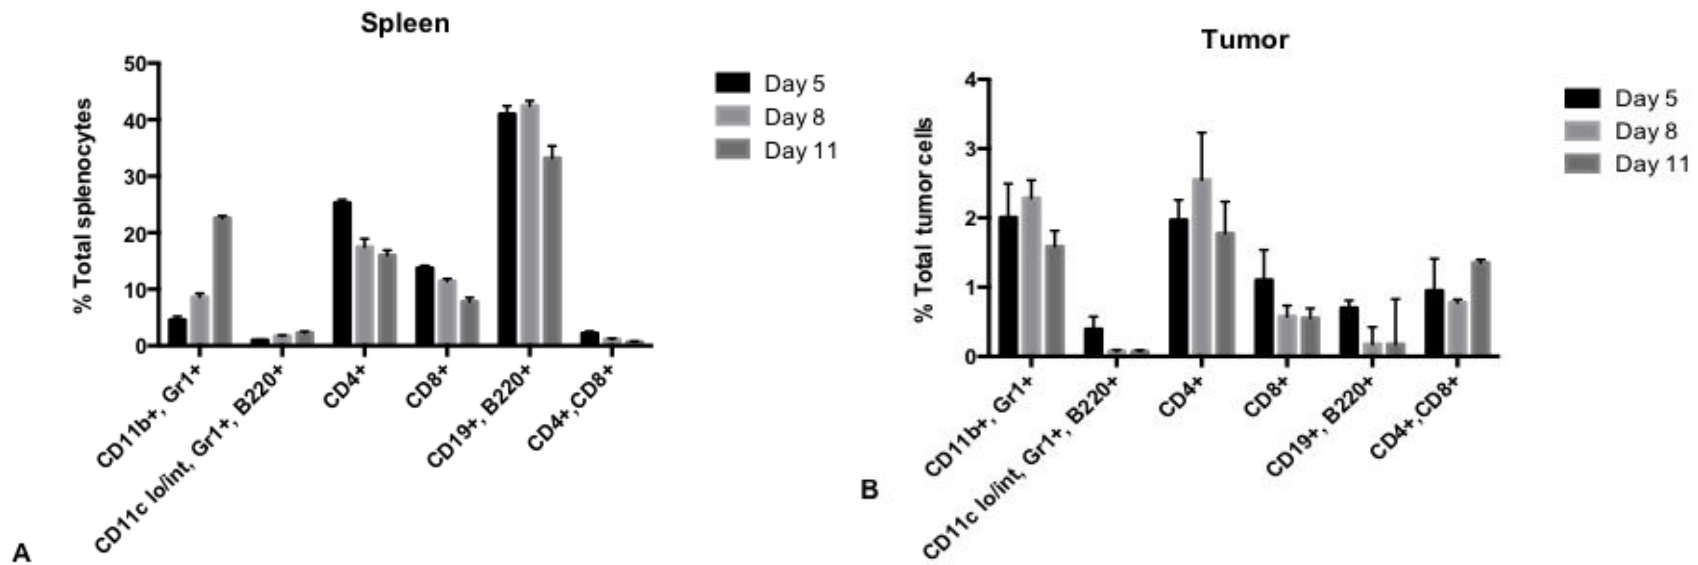 Spleen
% Total splenocytes
50
40
30
20
10
0
CD11b+, Gr1+
CD11c lo/int, Gr1+, B220+
CD4+
CD8+
CD19+, B220+
CD4+,CD8+
Day 5
Day 8
Day 11
A
Tumor
% Total tumor cells
4
3
2
1
0
CD11b+, Gr1+
CD11c lo/int, Gr1+, B220+
CD4+
CD8+
CD19+, B220+
CD4+,CD8+
Day 5
Day 8
Day 11
B